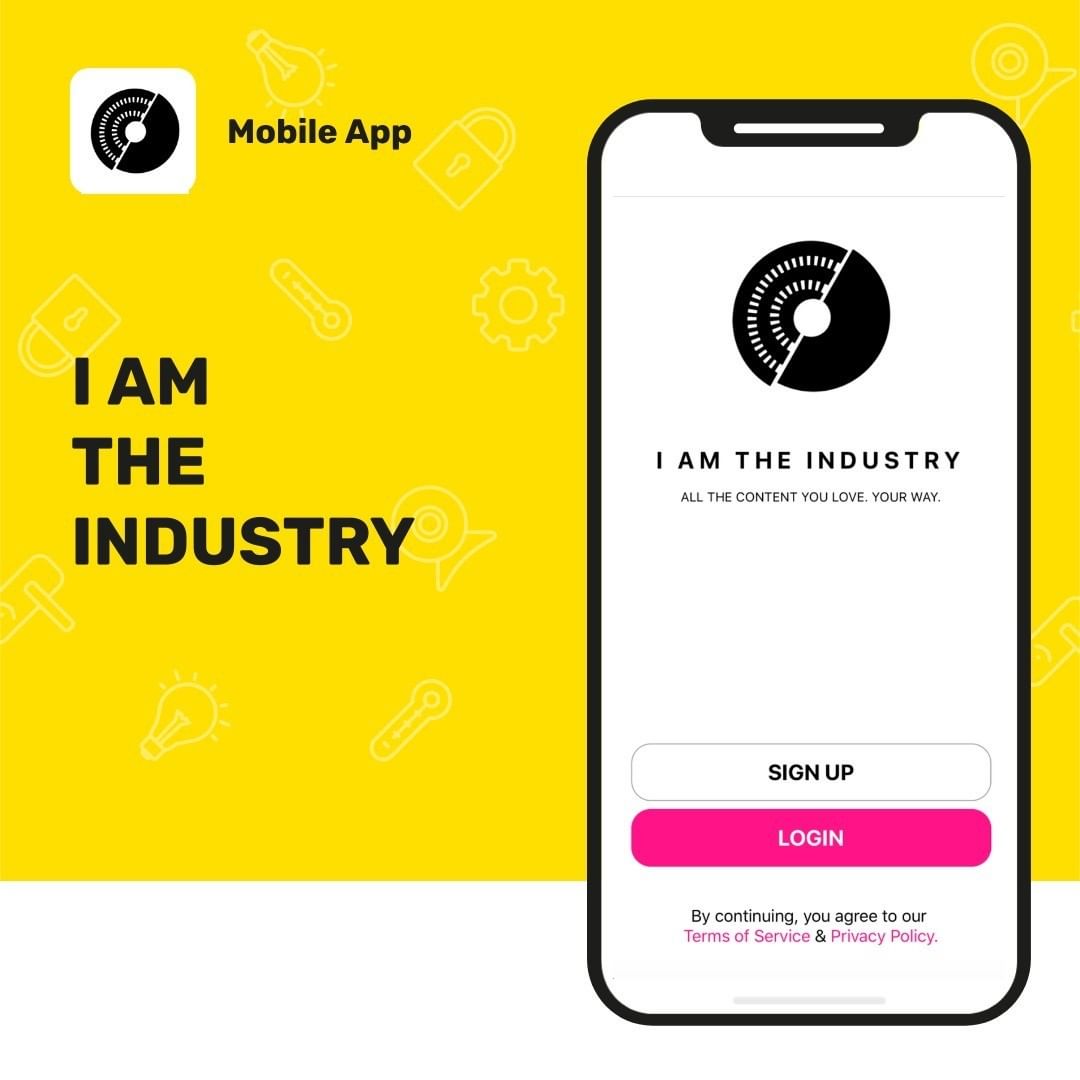 Mobile App
I AM
THE
INDUSTRY
I AM THE INDUSTRY
ALL THE CONTENT YOU LOVE. YOUR WAY.
SIGN UP
LOGIN
By continuing, you agree to our
Terms of Service & Privacy Policy.